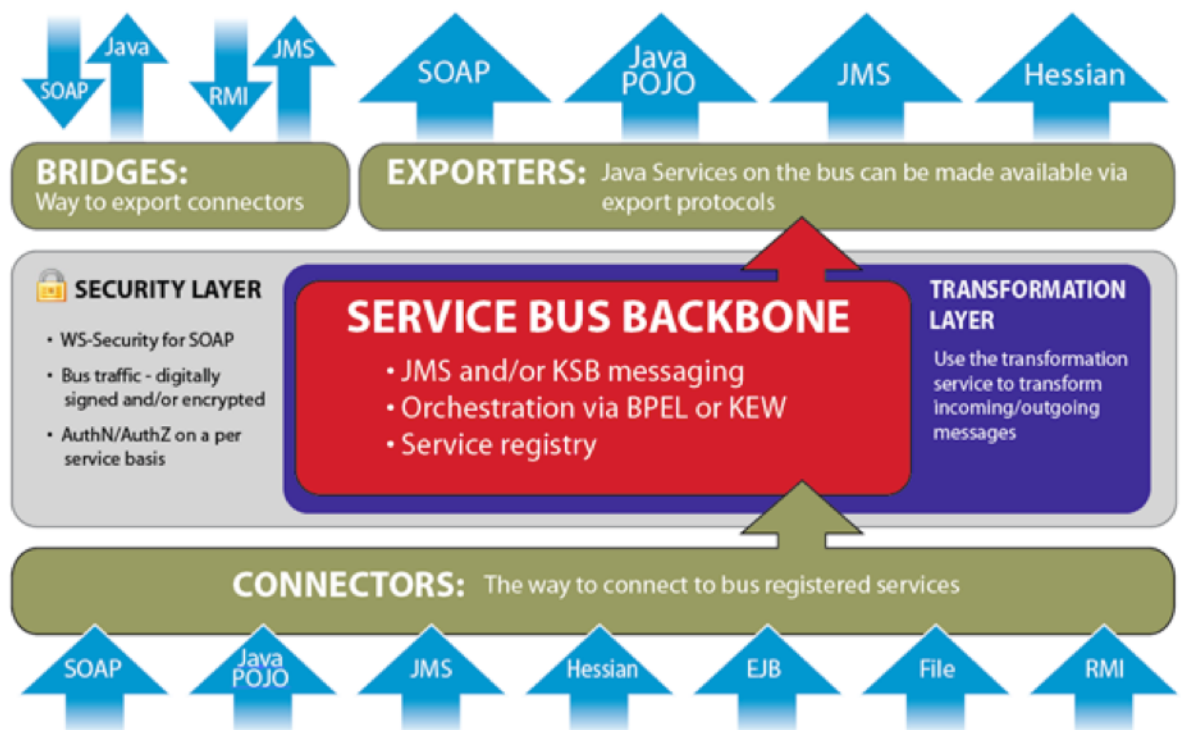 SOAP
Java
RMI
JMS
SOAP
Java
POJO
JMS
Hessian
BRIDGES:
Way to export connectors
EXPORTERS: Java Services on the bus can be made available via
export protocols
SECURITY LAYER
• WS-Security for SOAP
• Bus traffic - digitally
signed and/or encrypted
• AuthN/AuthZ on a per
service basis
SERVICE BUS BACKBONE
• JMS and/or KSB messaging
• Orchestration via BPEL or KEW
• Service registry
TRANSFORMATION
LAYER
Use the transformation
service to transform
incoming/outgoing
messages
CONNECTORS: The way to connect to bus registered services
SOAP
Java
POJO
JMS
Hessian
EJB
File
RMI